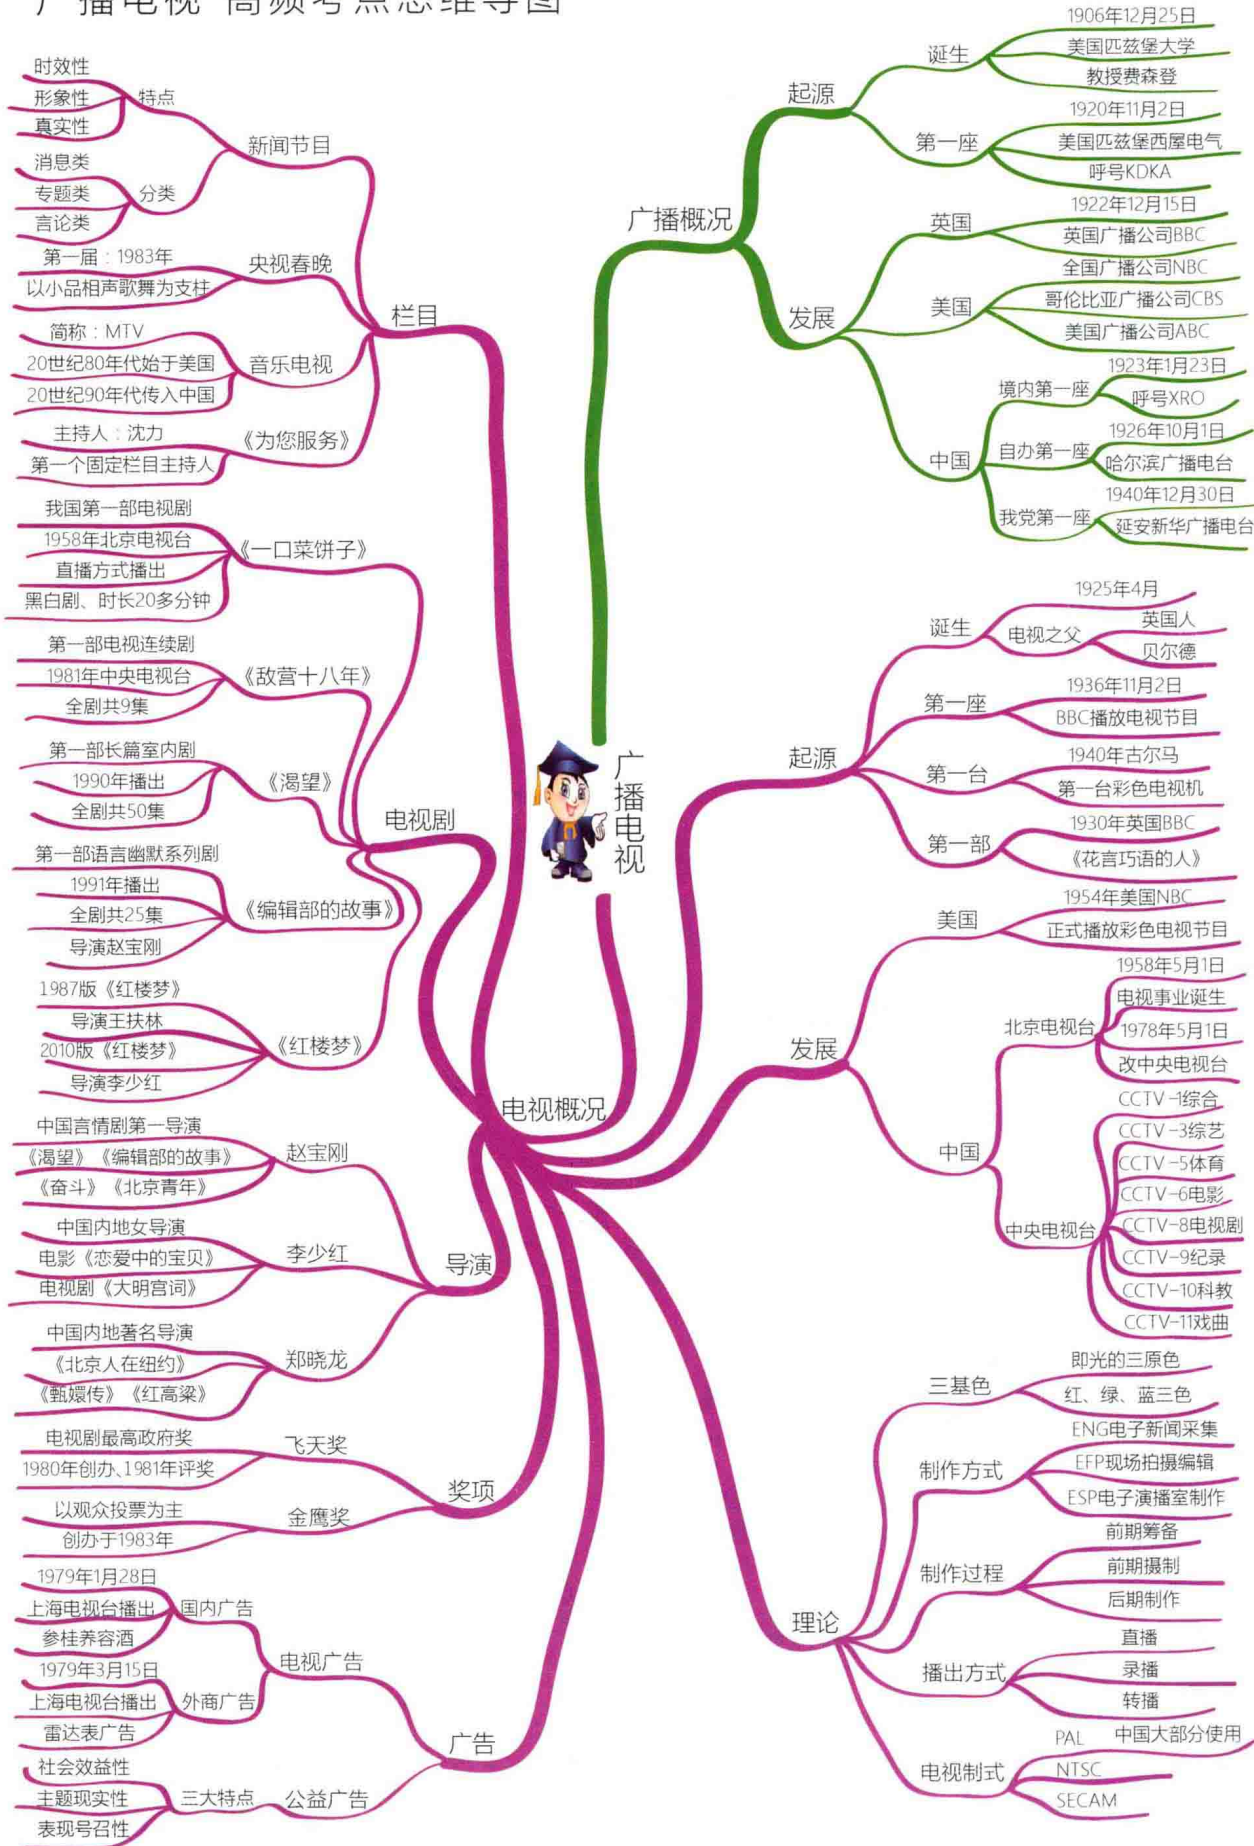 广播电视 高频考点思维导图
广播电视
广播概况
起源
诞生
1906年12月25日
美国匹兹堡大学
教授费森登
第一座
1920年11月2日
美国匹兹堡西屋电气
呼号KDKA
发展
英国
1922年12月15日
英国广播公司BBC
美国
全国广播公司NBC
哥伦比亚广播公司CBS
美国广播公司ABC
中国
境内第一座
1923年1月23日
呼号XRO
自办第一座
1926年10月1日
哈尔滨广播电台
我党第一座
1940年12月30日
延安新华广播电台
电视概况
起源
诞生
1925年4月
电视之父
英国人
贝尔德
第一座
1936年11月2日
BBC播放电视节目
第一台
1940年古尔马
第一台彩色电视机
第一部
1930年英国BBC
《花言巧语的人》
发展
美国
1954年美国NBC
正式播放彩色电视节目
中国
北京电视台
1958年5月1日
电视事业诞生
1978年5月1日
改中央电视台
中央电视台
CCTV-1综合
CCTV-3综艺
CCTV-5体育
CCTV-6电影
CCTV-8电视剧
CCTV-9纪录
CCTV-10科教
CCTV-11戏曲
理论
三基色
即光的三原色
红、绿、蓝三色
制作方式
ENG电子新闻采集
EFP现场拍摄编辑
ESP电子演播室制作
制作过程
前期筹备
前期摄制
后期制作
播出方式
直播
录播
转播
电视制式
PAL 中国大部分使用
NTSC
SECAM
栏目
新闻节目
特点
时效性
形象性
真实性
分类
消息类
专题类
言论类
央视春晚
第一届：1983年
以小品相声歌舞为支柱
音乐电视
简称：MTV
20世纪80年代始于美国
20世纪90年代传入中国
《为您服务》
主持人：沈力
第一个固定栏目主持人
电视剧
《一口菜饼子》
我国第一部电视剧
1958年北京电视台
直播方式播出
黑白剧、时长20多分钟
《敌营十八年》
第一部电视连续剧
1981年中央电视台
全剧共9集
《渴望》
第一部长篇室内剧
1990年播出
全剧共50集
《编辑部的故事》
第一部语言幽默系列剧
1991年播出
全剧共25集
导演赵宝刚
《红楼梦》
1987版《红楼梦》
导演王扶林
2010版《红楼梦》
导演李少红
导演
赵宝刚
中国言情剧第一导演
《渴望》《编辑部的故事》
《奋斗》《北京青年》
李少红
中国内地女导演
电影《恋爱中的宝贝》
电视剧《大明宫词》
郑晓龙
中国内地著名导演
《北京人在纽约》
《甄嬛传》《红高粱》
奖项
飞天奖
电视剧最高政府奖
1980年创办、1981年评奖
金鹰奖
以观众投票为主
创办于1983年
广告
电视广告
国内广告
1979年1月28日
上海电视台播出
参桂养容酒
外商广告
1979年3月15日
上海电视台播出
雷达表广告
公益广告
三大特点
社会效益性
主题现实性
表现号召性